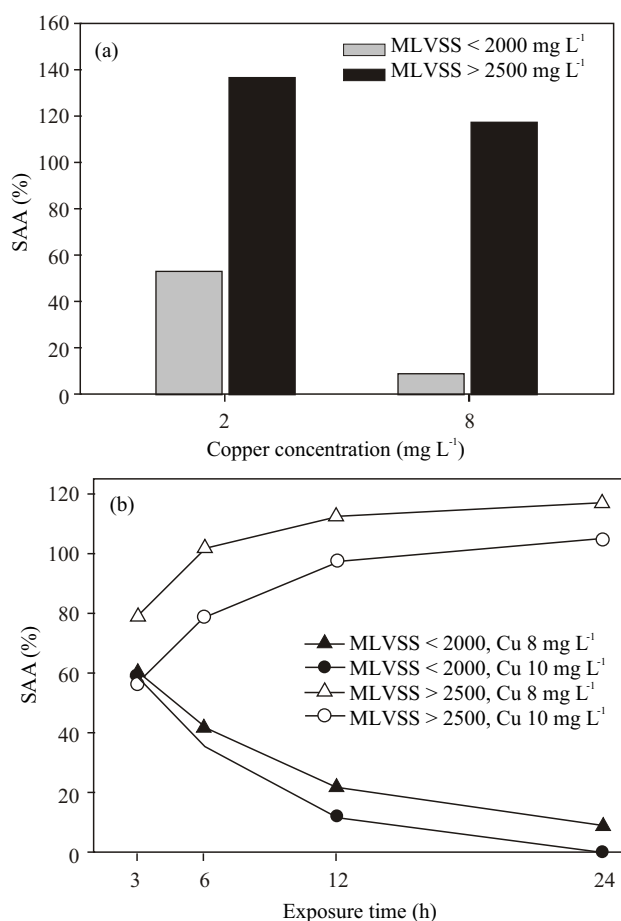 (a)
MLVSS < 2000 mg L⁻¹
MLVSS > 2500 mg L⁻¹
160
140
120
100
80
60
40
20
0
SAA (%)
2
8
Copper concentration (mg L⁻¹)
(b)
120
100
80
60
40
20
0
SAA (%)
MLVSS < 2000, Cu 8 mg L⁻¹
MLVSS < 2000, Cu 10 mg L⁻¹
MLVSS > 2500, Cu 8 mg L⁻¹
MLVSS > 2500, Cu 10 mg L⁻¹
3
6
12
24
Exposure time (h)